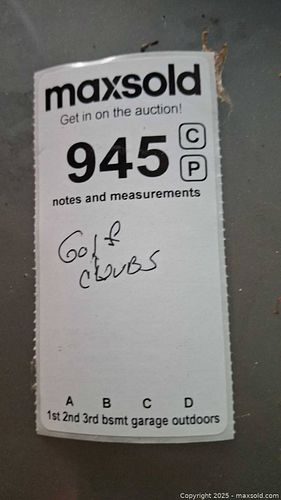 maxsold
Get in on the auction!
945 C
P
notes and measurements
Golf
clubs
A B C D
1st 2nd 3rd bsmt garage outdoors
Copyright 2025 - maxsold.com